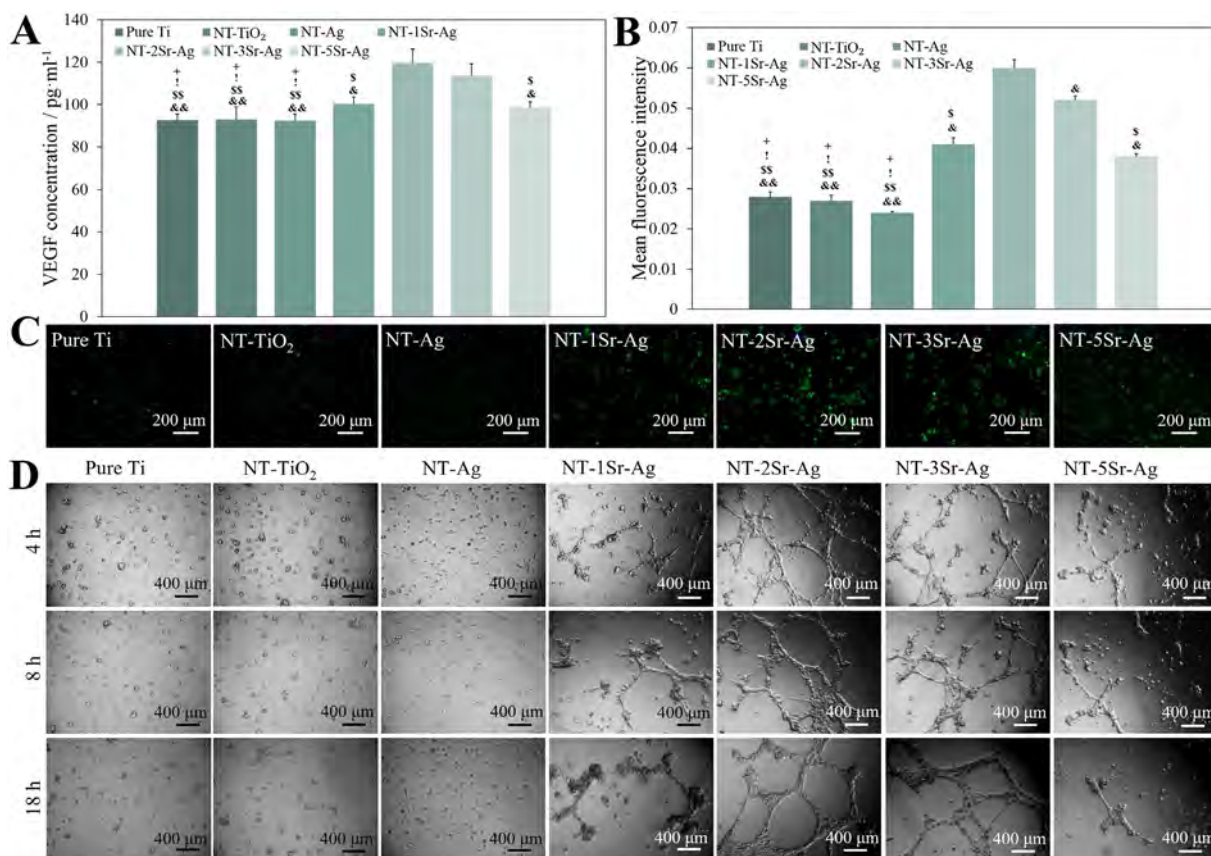 A
140
120
100
80
60
40
20
0
VEGF concentration / pg·ml⁻¹
Pure Ti NT-TiO₂ NT-Ag NT-1Sr-Ag
NT-2Sr-Ag NT-3Sr-Ag NT-5Sr-Ag
+ + +
! ! ! $
$$ $$ $$ & $
&& && && &
B
0.07
0.06
0.05
0.04
0.03
0.02
0.01
0
Mean fluorescence intensity
Pure Ti NT-TiO₂ NT-Ag
NT-1Sr-Ag NT-2Sr-Ag NT-3Sr-Ag
NT-5Sr-Ag
&
$ $
& &
+ + +
! ! !
$$ $$ $$
&& && &&
C
Pure Ti NT-TiO₂ NT-Ag NT-1Sr-Ag NT-2Sr-Ag NT-3Sr-Ag NT-5Sr-Ag
200 μm 200 μm 200 μm 200 μm 200 μm 200 μm 200 μm
D
Pure Ti NT-TiO₂ NT-Ag NT-1Sr-Ag NT-2Sr-Ag NT-3Sr-Ag NT-5Sr-Ag
4 h
400 μm 400 μm 400 μm 400 μm 400 μm 400 μm 400 μm
8 h
400 μm 400 μm 400 μm 400 μm 400 μm 400 μm 400 μm
18 h
400 μm 400 μm 400 μm 400 μm 400 μm 400 μm 400 μm